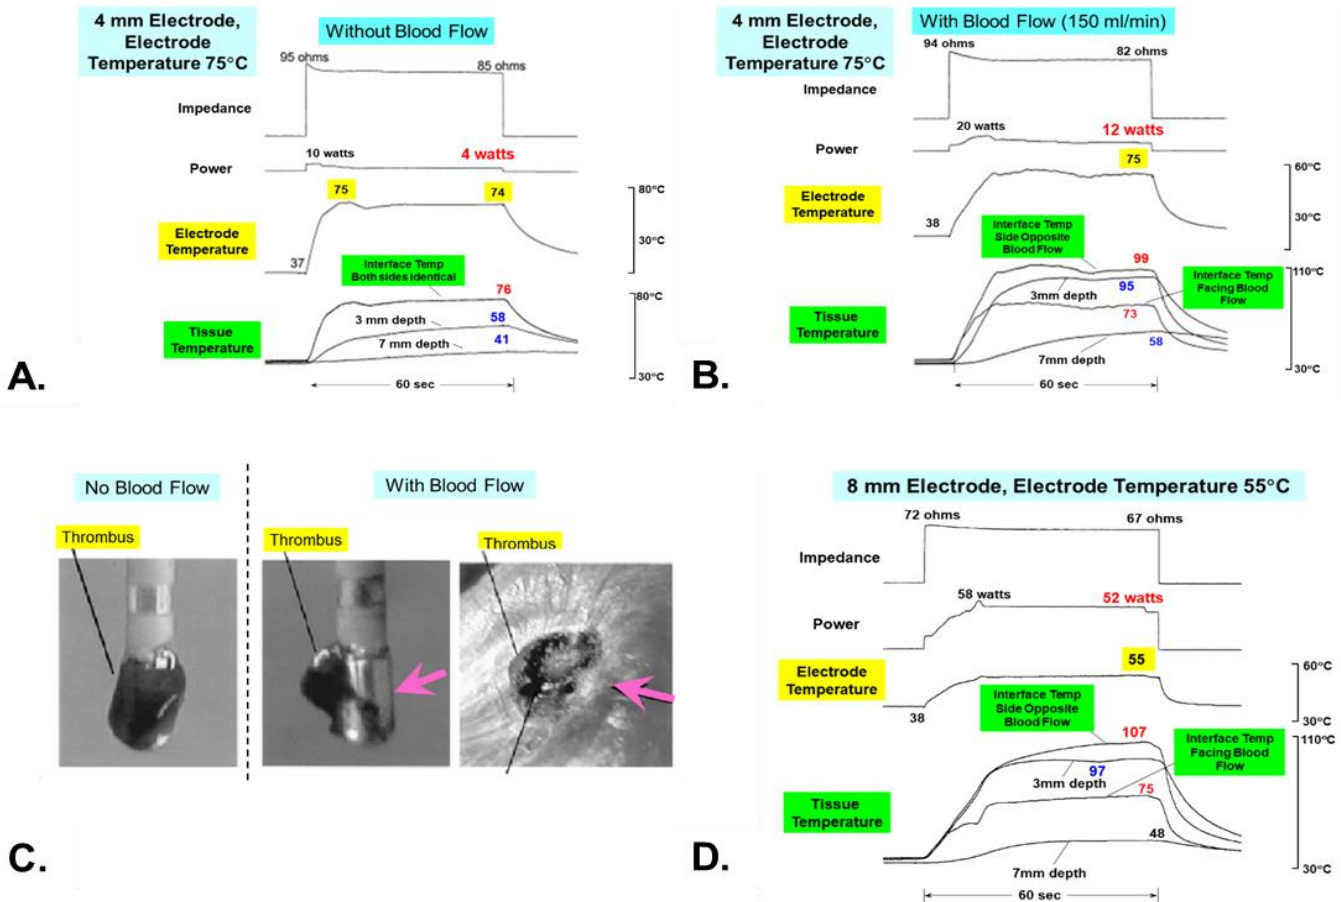 4 mm Electrode,
Electrode
Temperature 75°C
Without Blood Flow
95 ohms
85 ohms
Impedance
10 watts
4 watts
Power
75
74
80°C
Electrode
Temperature
30°C
37
Interface Temp
Both sides identical
76
80°C
3 mm depth
58
Tissue
Temperature
7 mm depth
41
30°C
60 sec
A.
4 mm Electrode,
Electrode
Temperature 75°C
With Blood Flow (150 ml/min)
94 ohms
82 ohms
Impedance
20 watts
12 watts
Power
75
60°C
Electrode
Temperature
38
30°C
Interface Temp
Side Opposite
Blood Flow
99
110°C
Interface Temp
Facing Blood
Flow
3mm depth
95
Tissue
Temperature
73
7mm depth
58
30°C
60 sec
B.
No Blood Flow
With Blood Flow
Thrombus
Thrombus
Thrombus
C.
8 mm Electrode, Electrode Temperature 55°C
72 ohms
67 ohms
Impedance
58 watts
52 watts
Power
55
60°C
Electrode
Temperature
38
30°C
Interface Temp
Side Opposite
Blood Flow
107
110°C
Interface Temp
Facing Blood
Flow
97
3mm depth
75
Tissue
Temperature
48
7mm depth
30°C
60 sec
D.